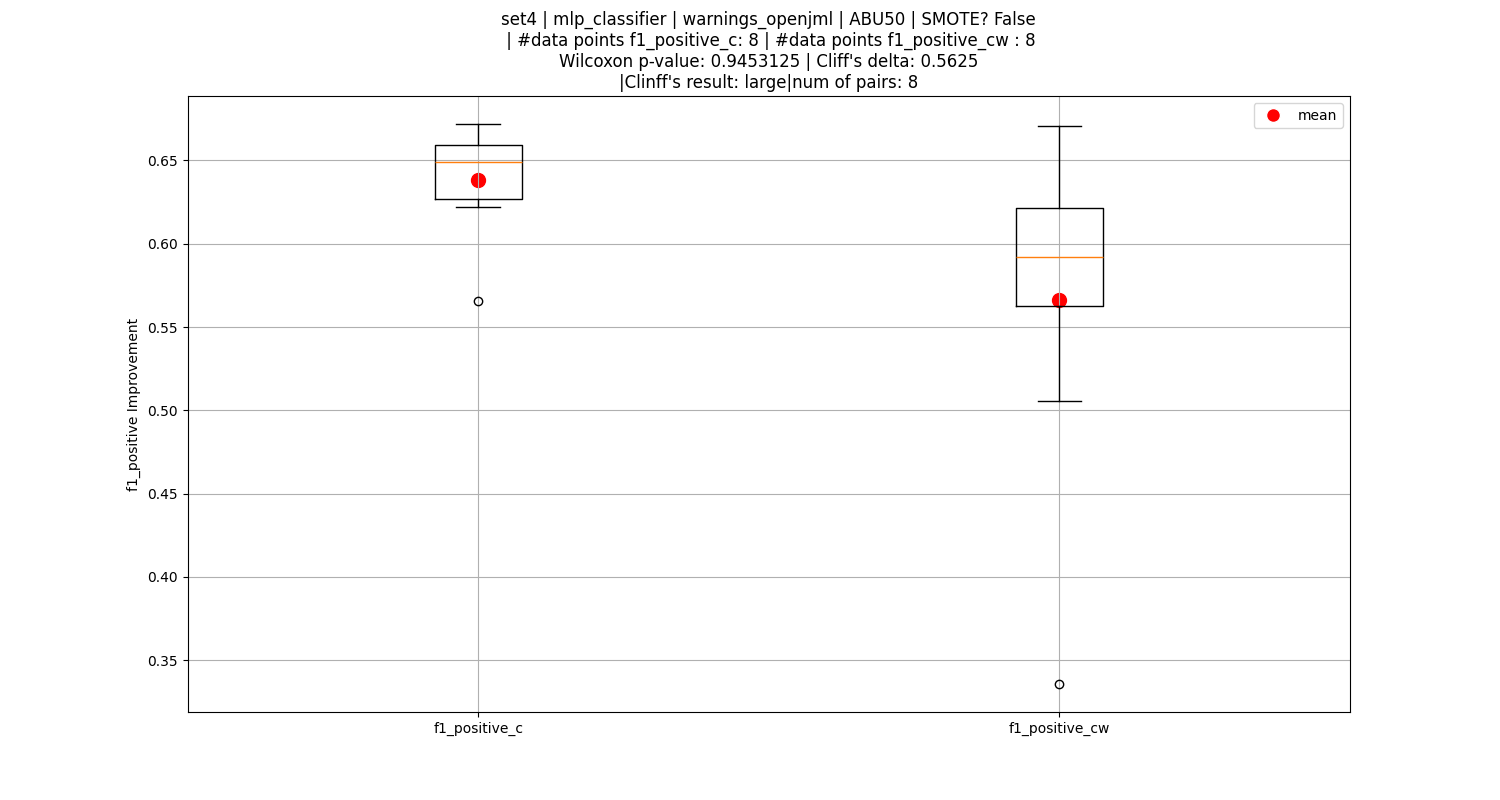 set4 | mlp_classifier | warnings_openjml | ABU50 | SMOTE? False
| #data points f1_positive_c: 8 | #data points f1_positive_cw : 8
Wilcoxon p-value: 0.9453125 | Cliff's delta: 0.5625
|Clinff's result: large|num of pairs: 8
mean
0.65
0.60
0.55
0.50
0.45
0.40
0.35
f1_positive Improvement
f1_positive_c
f1_positive_cw